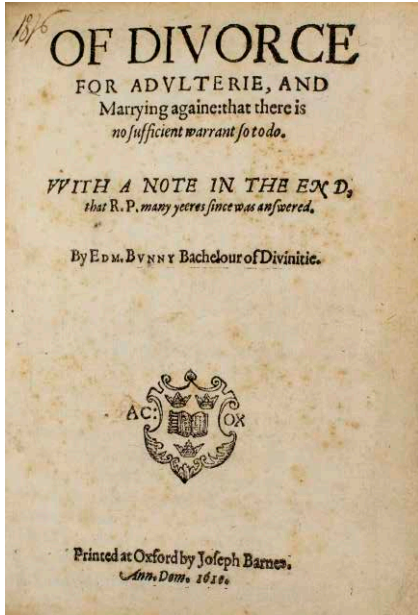 OF DIVORCE
FOR ADVLTERIE, AND
Marrying againe: that there is
no sufficient warrant so to do.
VVITH A NOTE IN THE END,
that R.P. many yeeres since was answered.
By EDM. BVNNY Bachelour of Divinitie.
AC: OX
Printed at Oxford by Joseph Barnes.
Ann. Dom. 1610.